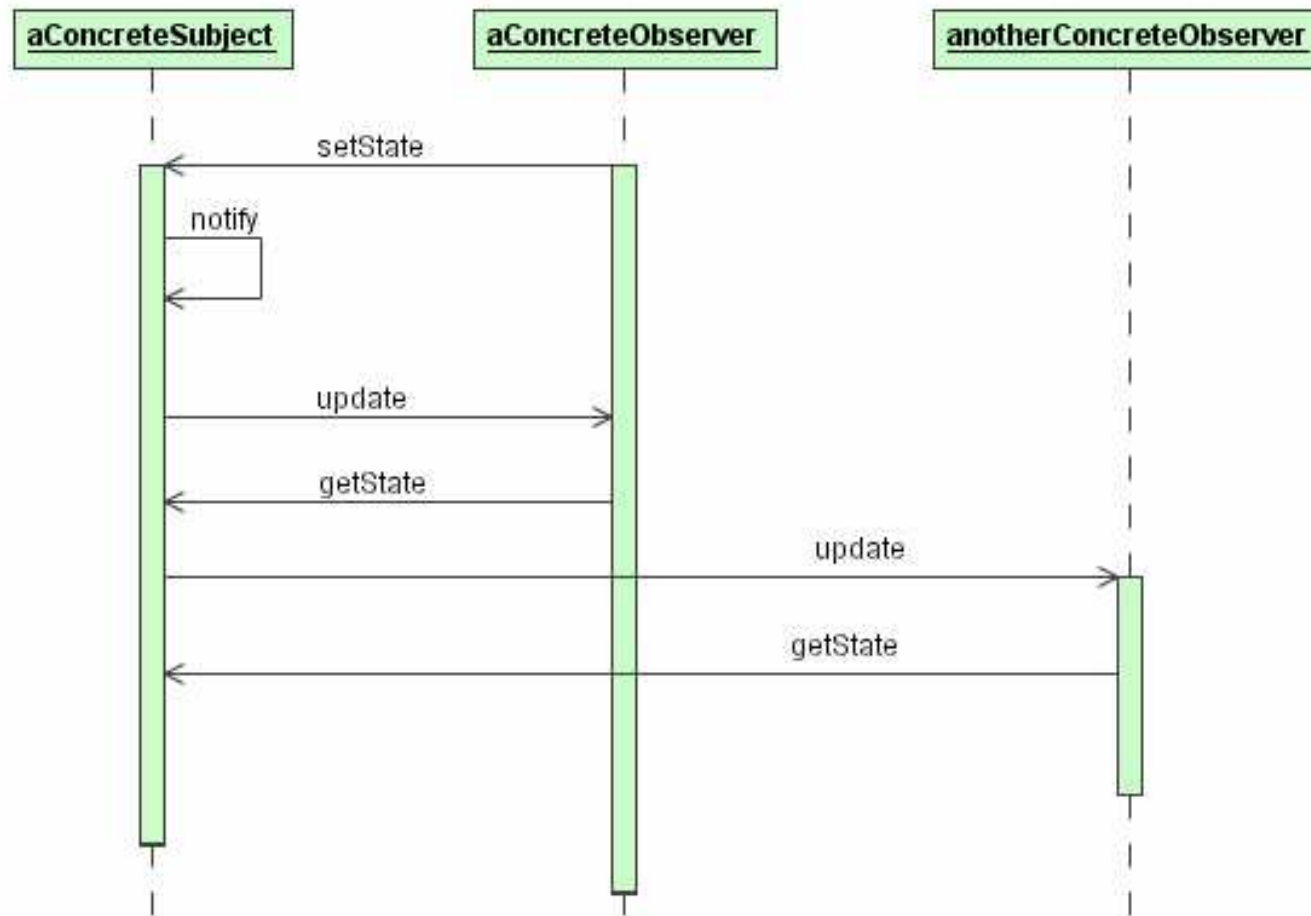 aConcreteSubject
aConcreteObserver
anotherConcreteObserver
setState
notify
update
getState
update
getState